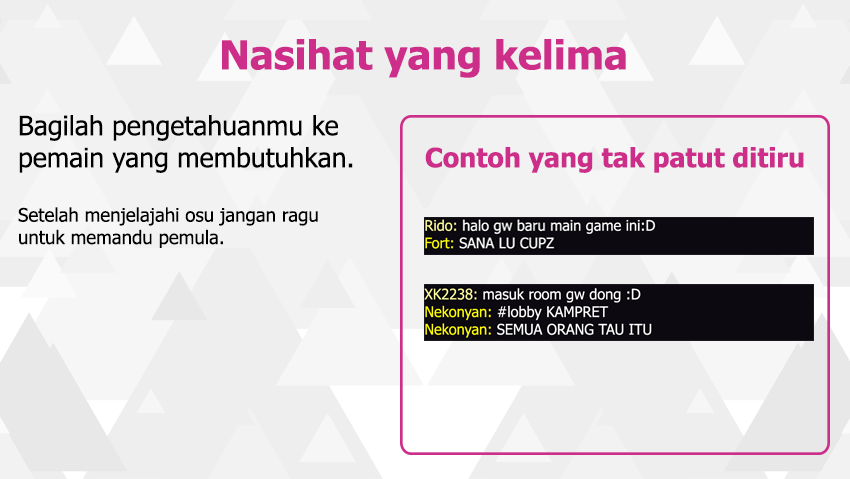 Nasihat yang kelima
Bagilah pengetahuanmu ke
pemain yang membutuhkan.
Setelah menjelajahi osu jangan ragu
untuk memandu pemula.
Contoh yang tak patut ditiru
Rido: halo gw baru main game ini:D
Fort: SANA LU CUPZ
XK2238: masuk room gw dong :D
Nekonyan: #lobby KAMPRET
Nekonyan: SEMUA ORANG TAU ITU